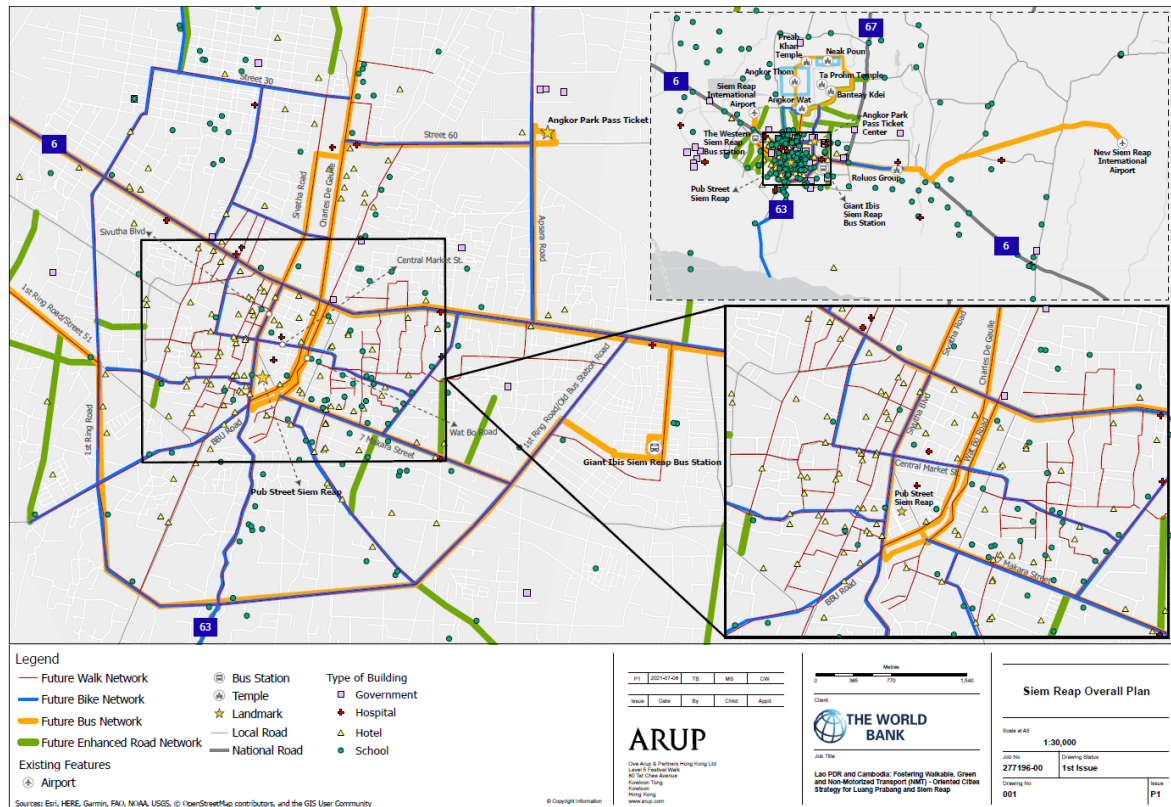 Street 30
6
Street 60
Angkor Park Pass Ticket
Sivatha Road
Charles De Gaulle
Apsara Road
Sivutha Blvd
Central Market St.
1st Ring Road/Street 51
1st Ring Road
BBU Road
7 Makara Street
Wat Bo Road
1st Ring Road/Old Bus Station Road
Giant Ibis Siem Reap Bus Station
Pub Street Siem Reap
63
67
6
Preah
Khan
Temple
Neak Poun
Angkor Thom
Ta Prohm Temple
Siem Reap
International
Airport
Angkor Wat
Banteay Kdei
Angkor Park
Pass Ticket
Center
The Western
Siem Reap
Bus station
New Siem Reap
International
Airport
Roluos Group
Pub Street
Siem Reap
63
Giant Ibis
Siem Reap
Bus Station
6
Sivatha Road
Charles De Gaulle
Sivutha Blvd
Wat Bo Road
Central Market St.
Pub Street
Siem Reap
7 Makara Street
BBU Road
Legend
Future Walk Network
Future Bike Network
Future Bus Network
Future Enhanced Road Network
Existing Features
Airport
Bus Station
Temple
Landmark
Local Road
National Road
Type of Building
Government
Hospital
Hotel
School
Sources: Esri, HERE, Garmin, FAO, NOAA, USGS, © OpenStreetMap contributors, and the GIS User Community
© Copyright Information
P1 2021-07-08 TB MS CW
Issue Date By Chkd Appd
ARUP
Ove Arup & Partners Hong Kong Ltd
Level 5 Festival Walk
80 Tat Chee Avenue
Kowloon Tong
Kowloon
Hong Kong
www.arup.com
Metres
0 385 770 1,540
Client
THE WORLD
BANK
Job Title
Lao PDR and Cambodia: Fostering Walkable, Green
and Non-Motorized Transport (NMT) - Oriented Cities
Strategy for Luang Prabang and Siem Reap
Siem Reap Overall Plan
Scale at A3
1:30,000
Job No
277196-00
Drawing Status
1st Issue
Drawing No
001
Issue
P1